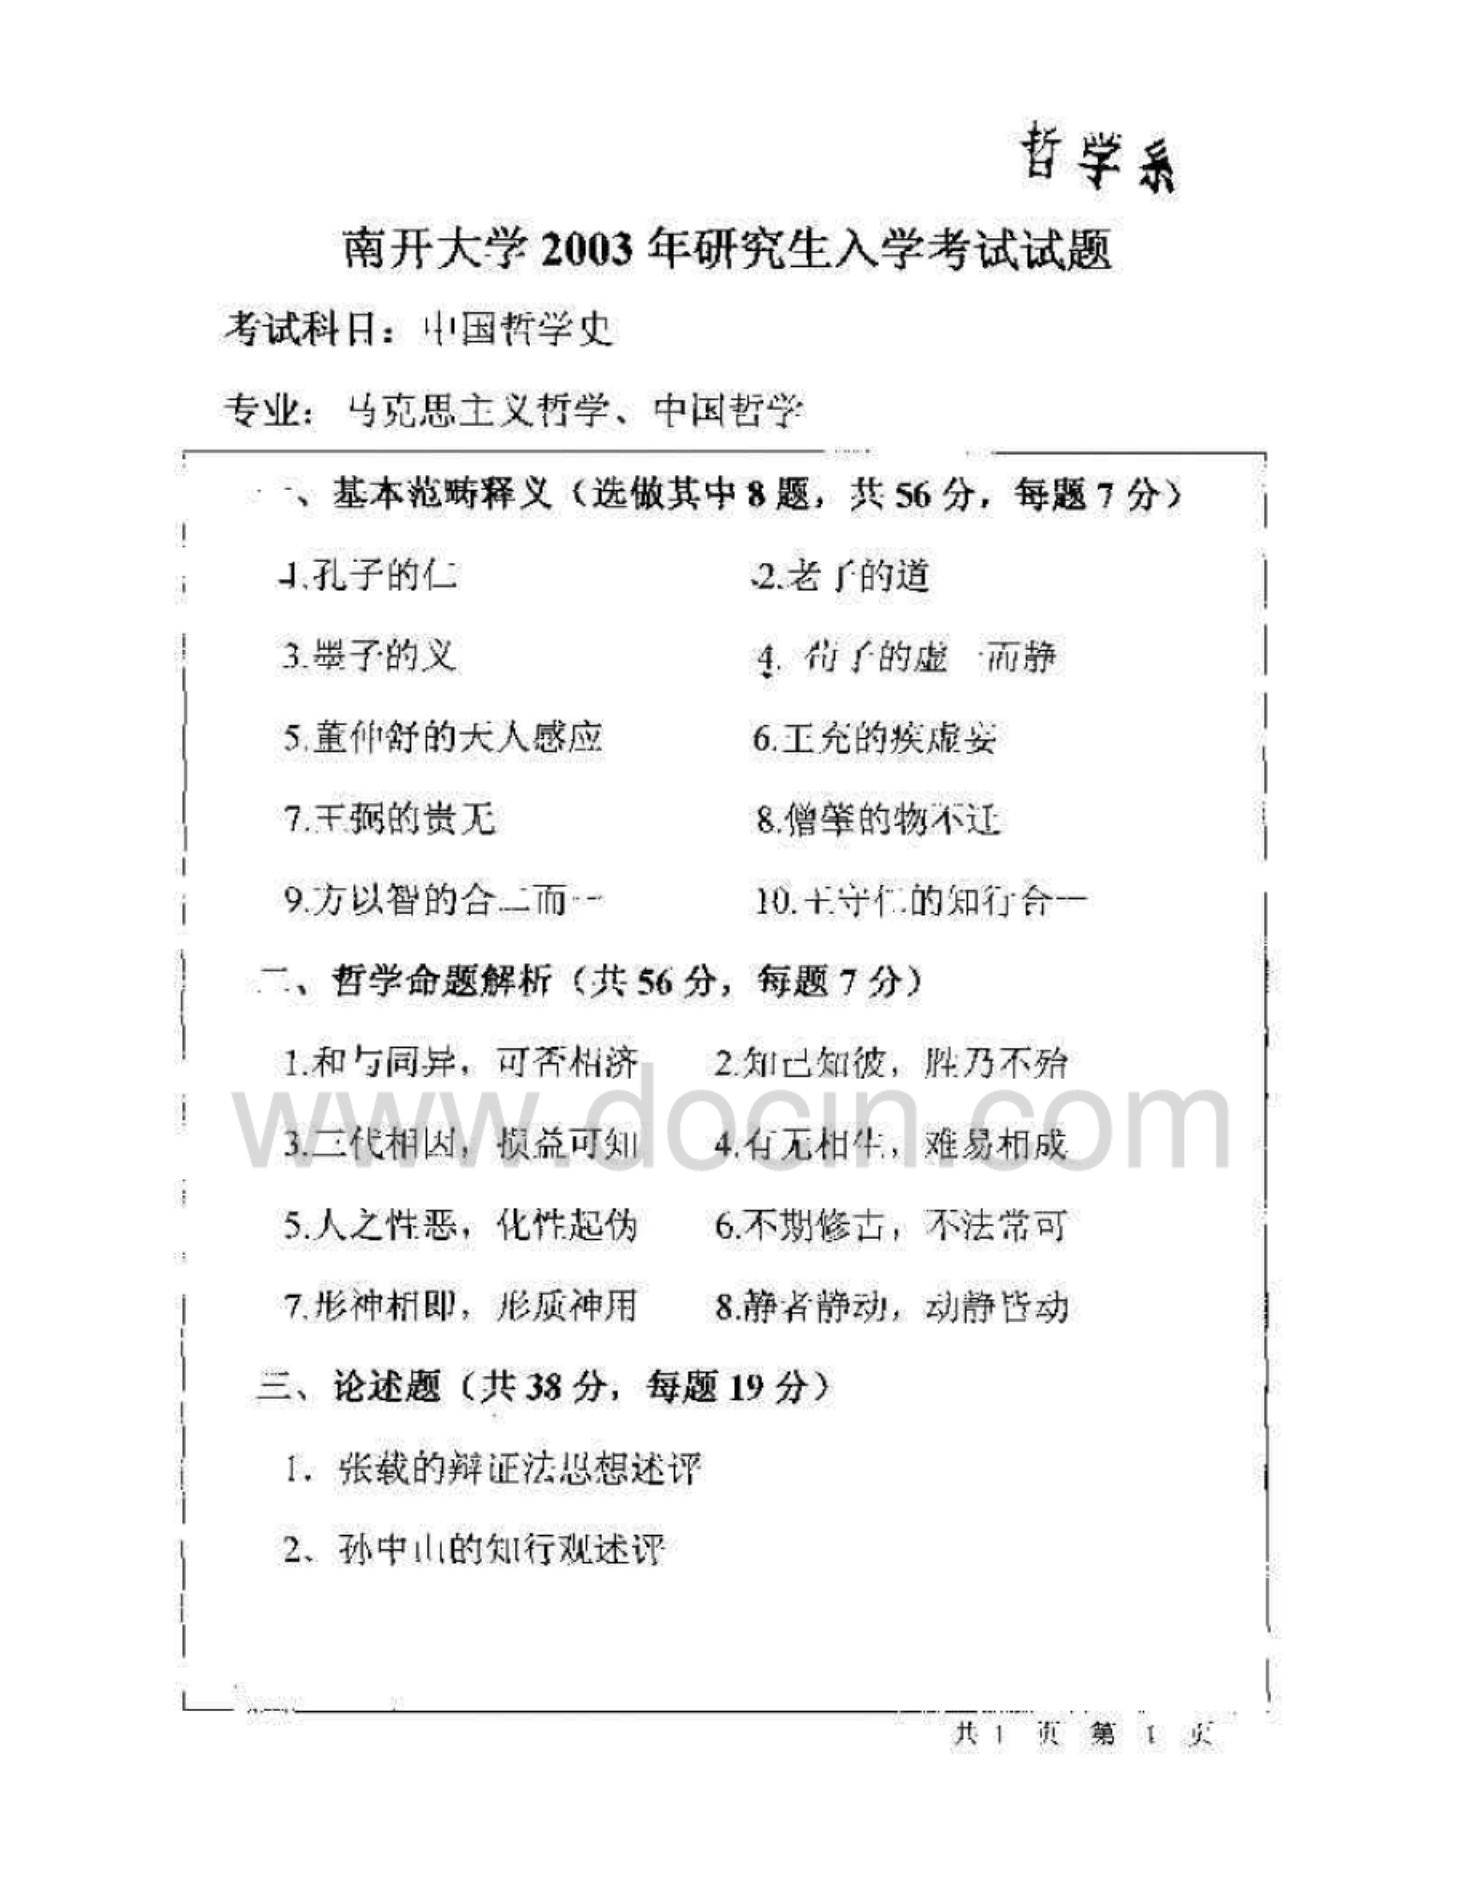 哲学系
南开大学 2003 年研究生入学考试试题
考试科目：中国哲学史
专业：马克思主义哲学、中国哲学
一、基本范畴释义（选做其中 8 题，共 56 分，每题 7 分）
1.孔子的仁 2.老子的道
3.墨子的义 4. 荀子的虚一而静
5.董仲舒的天人感应 6.王充的疾虚妄
7.王弼的贵无 8.僧肇的物不迁
9.方以智的合二而一 10.王守仁的知行合一
二、哲学命题解析（共 56 分，每题 7 分）
1.和与同异，可否相济 2.知己知彼，胜乃不殆
3.三代相因，损益可知 4.有无相生，难易相成
5.人之性恶，化性起伪 6.不期修古，不法常可
7.形神相即，形质神用 8.静者静动，动静皆动
www.docin.com
三、论述题（共 38 分，每题 19 分）
1．张载的辩证法思想述评
2、孙中山的知行观述评
共 1 页 第 1 页